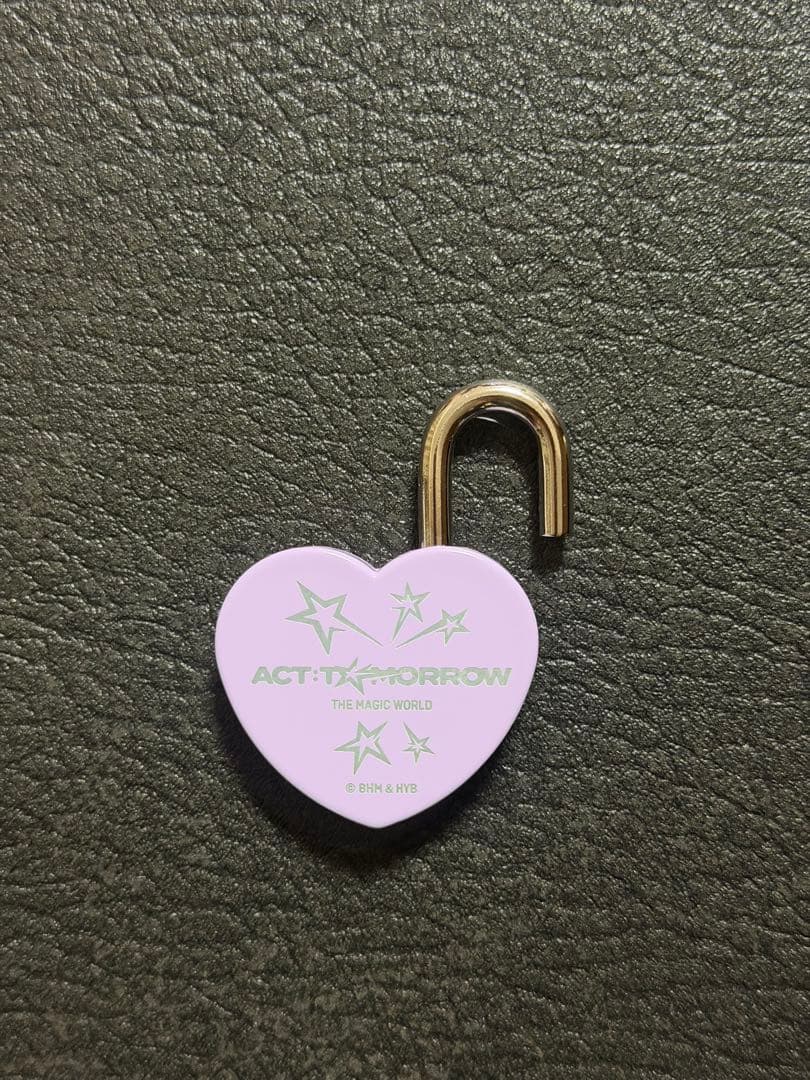 ACT:TOMORROW
THE MAGIC WORLD
© BHM & HYB